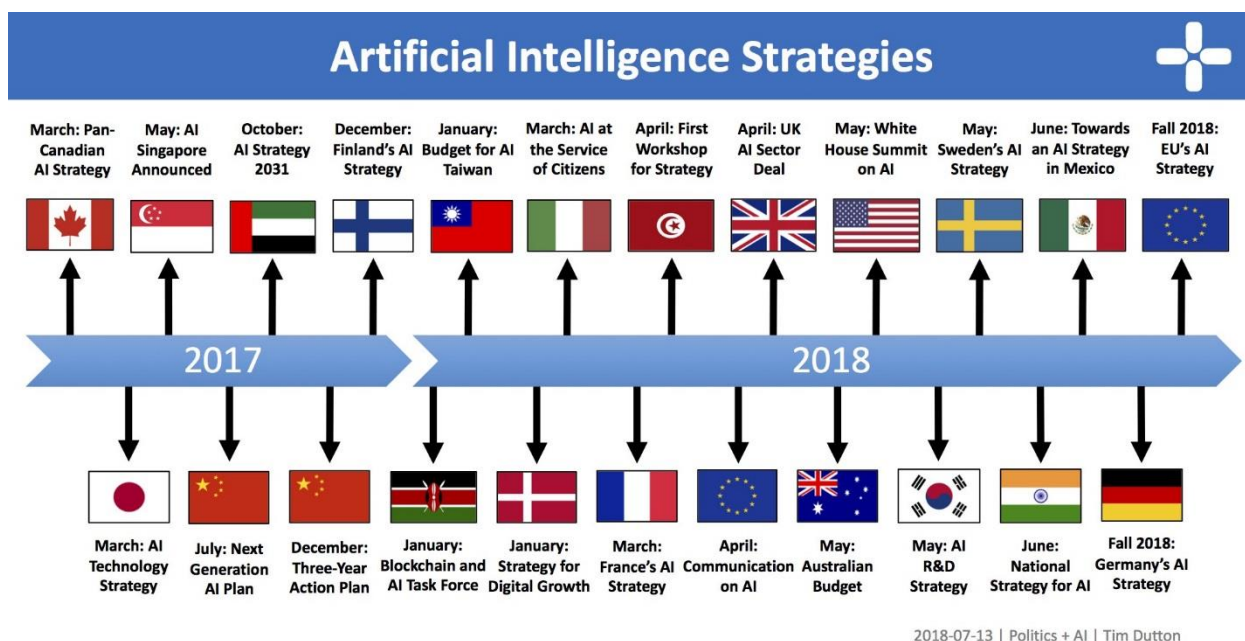 Artificial Intelligence Strategies
March: Pan-
Canadian
AI Strategy
May: AI
Singapore
Announced
October:
AI Strategy
2031
December:
Finland's AI
Strategy
January:
Budget for AI
Taiwan
March: AI at
the Service
of Citizens
April: First
Workshop
for Strategy
April: UK
AI Sector
Deal
May: White
House Summit
on AI
May:
Sweden's AI
Strategy
June: Towards
an AI Strategy
in Mexico
Fall 2018:
EU's AI
Strategy
2017
2018
March: AI
Technology
Strategy
July: Next
Generation
AI Plan
December:
Three-Year
Action Plan
January:
Blockchain and
AI Task Force
January:
Strategy for
Digital Growth
March:
France's AI
Strategy
April:
Communication
on AI
May:
Australian
Budget
May: AI
R&D
Strategy
June:
National
Strategy for AI
Fall 2018:
Germany's AI
Strategy
2018-07-13 | Politics + AI | Tim Dutton